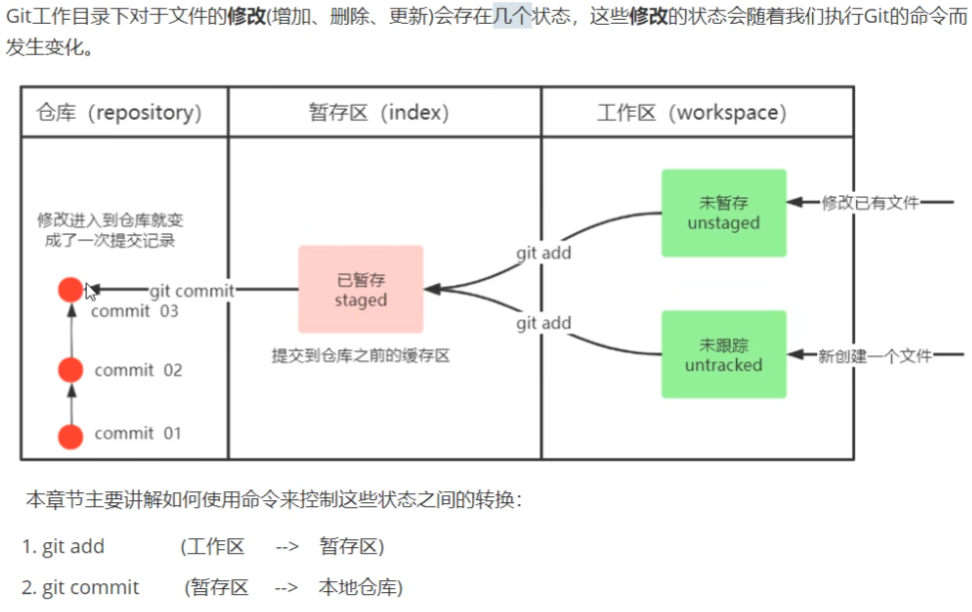 Git工作目录下对于文件的修改(增加、删除、更新)会存在几个状态，这些修改的状态会随着我们执行Git的命令而
发生变化。
仓库（repository）
暂存区（index）
工作区（workspace）
未暂存
unstaged
修改已有文件
修改进入到仓库就变
成了一次提交记录
git add
已暂存
staged
git commit
commit 03
git add
提交到仓库之前的缓存区
未跟踪
untracked
新创建一个文件
commit 02
commit 01
本章节主要讲解如何使用命令来控制这些状态之间的转换：
1. git add (工作区 --> 暂存区)
2. git commit (暂存区 --> 本地仓库)